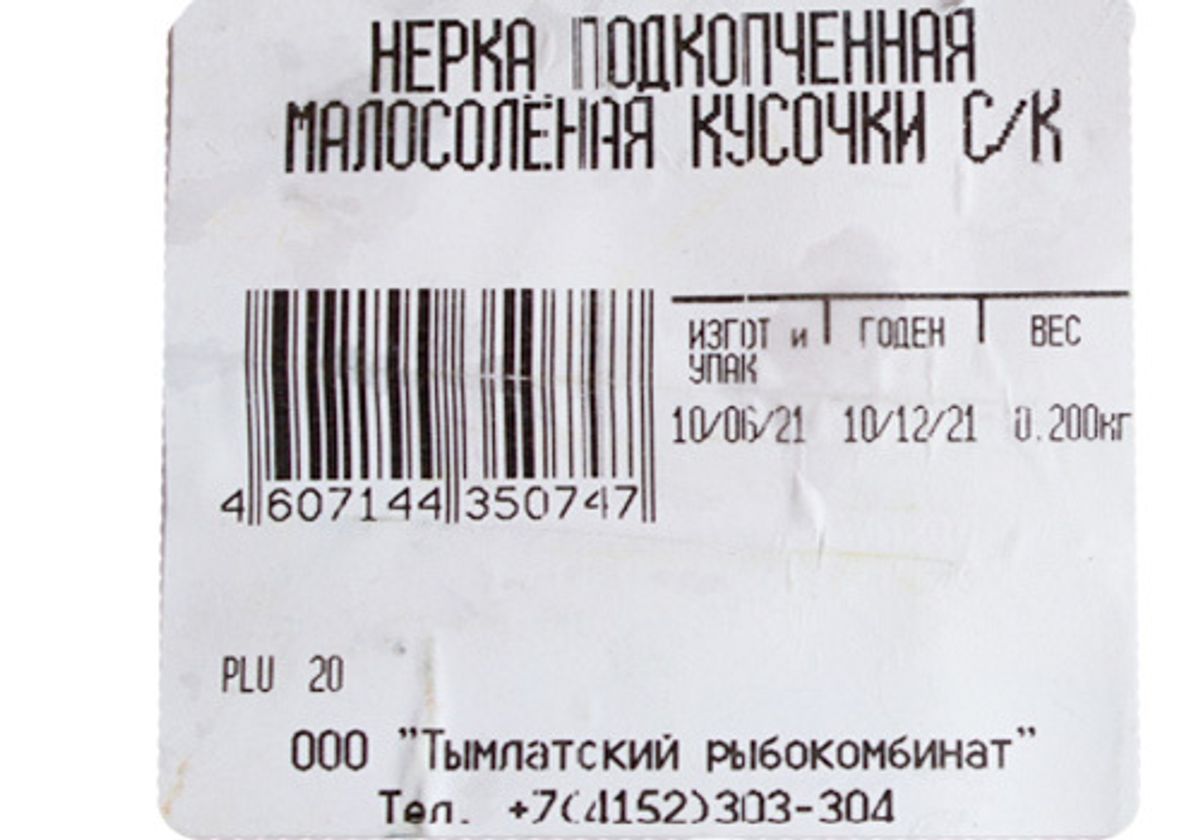 НЕРКА ПОДКОПЧЕННАЯ
МАЛОСОЛЁНАЯ КУСОЧКИ С/К
ИЗГОТ и ГОДЕН ВЕС
УПАК
10/06/21 10/12/21 0.200кг
4 607144 350747
PLU 20
ООО "Тымлатский рыбокомбинат"
Тел. +7(4152)303-304